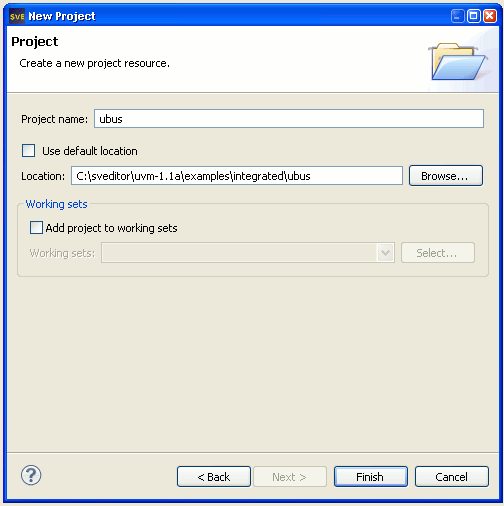 SVE New Project
Project
Create a new project resource.
Project name: ubus
Use default location
Location: C:\sveditor\uvm-1.1a\examples\integrated\ubus Browse...
Working sets
Add project to working sets
Working sets: Select...
? < Back Next > Finish Cancel